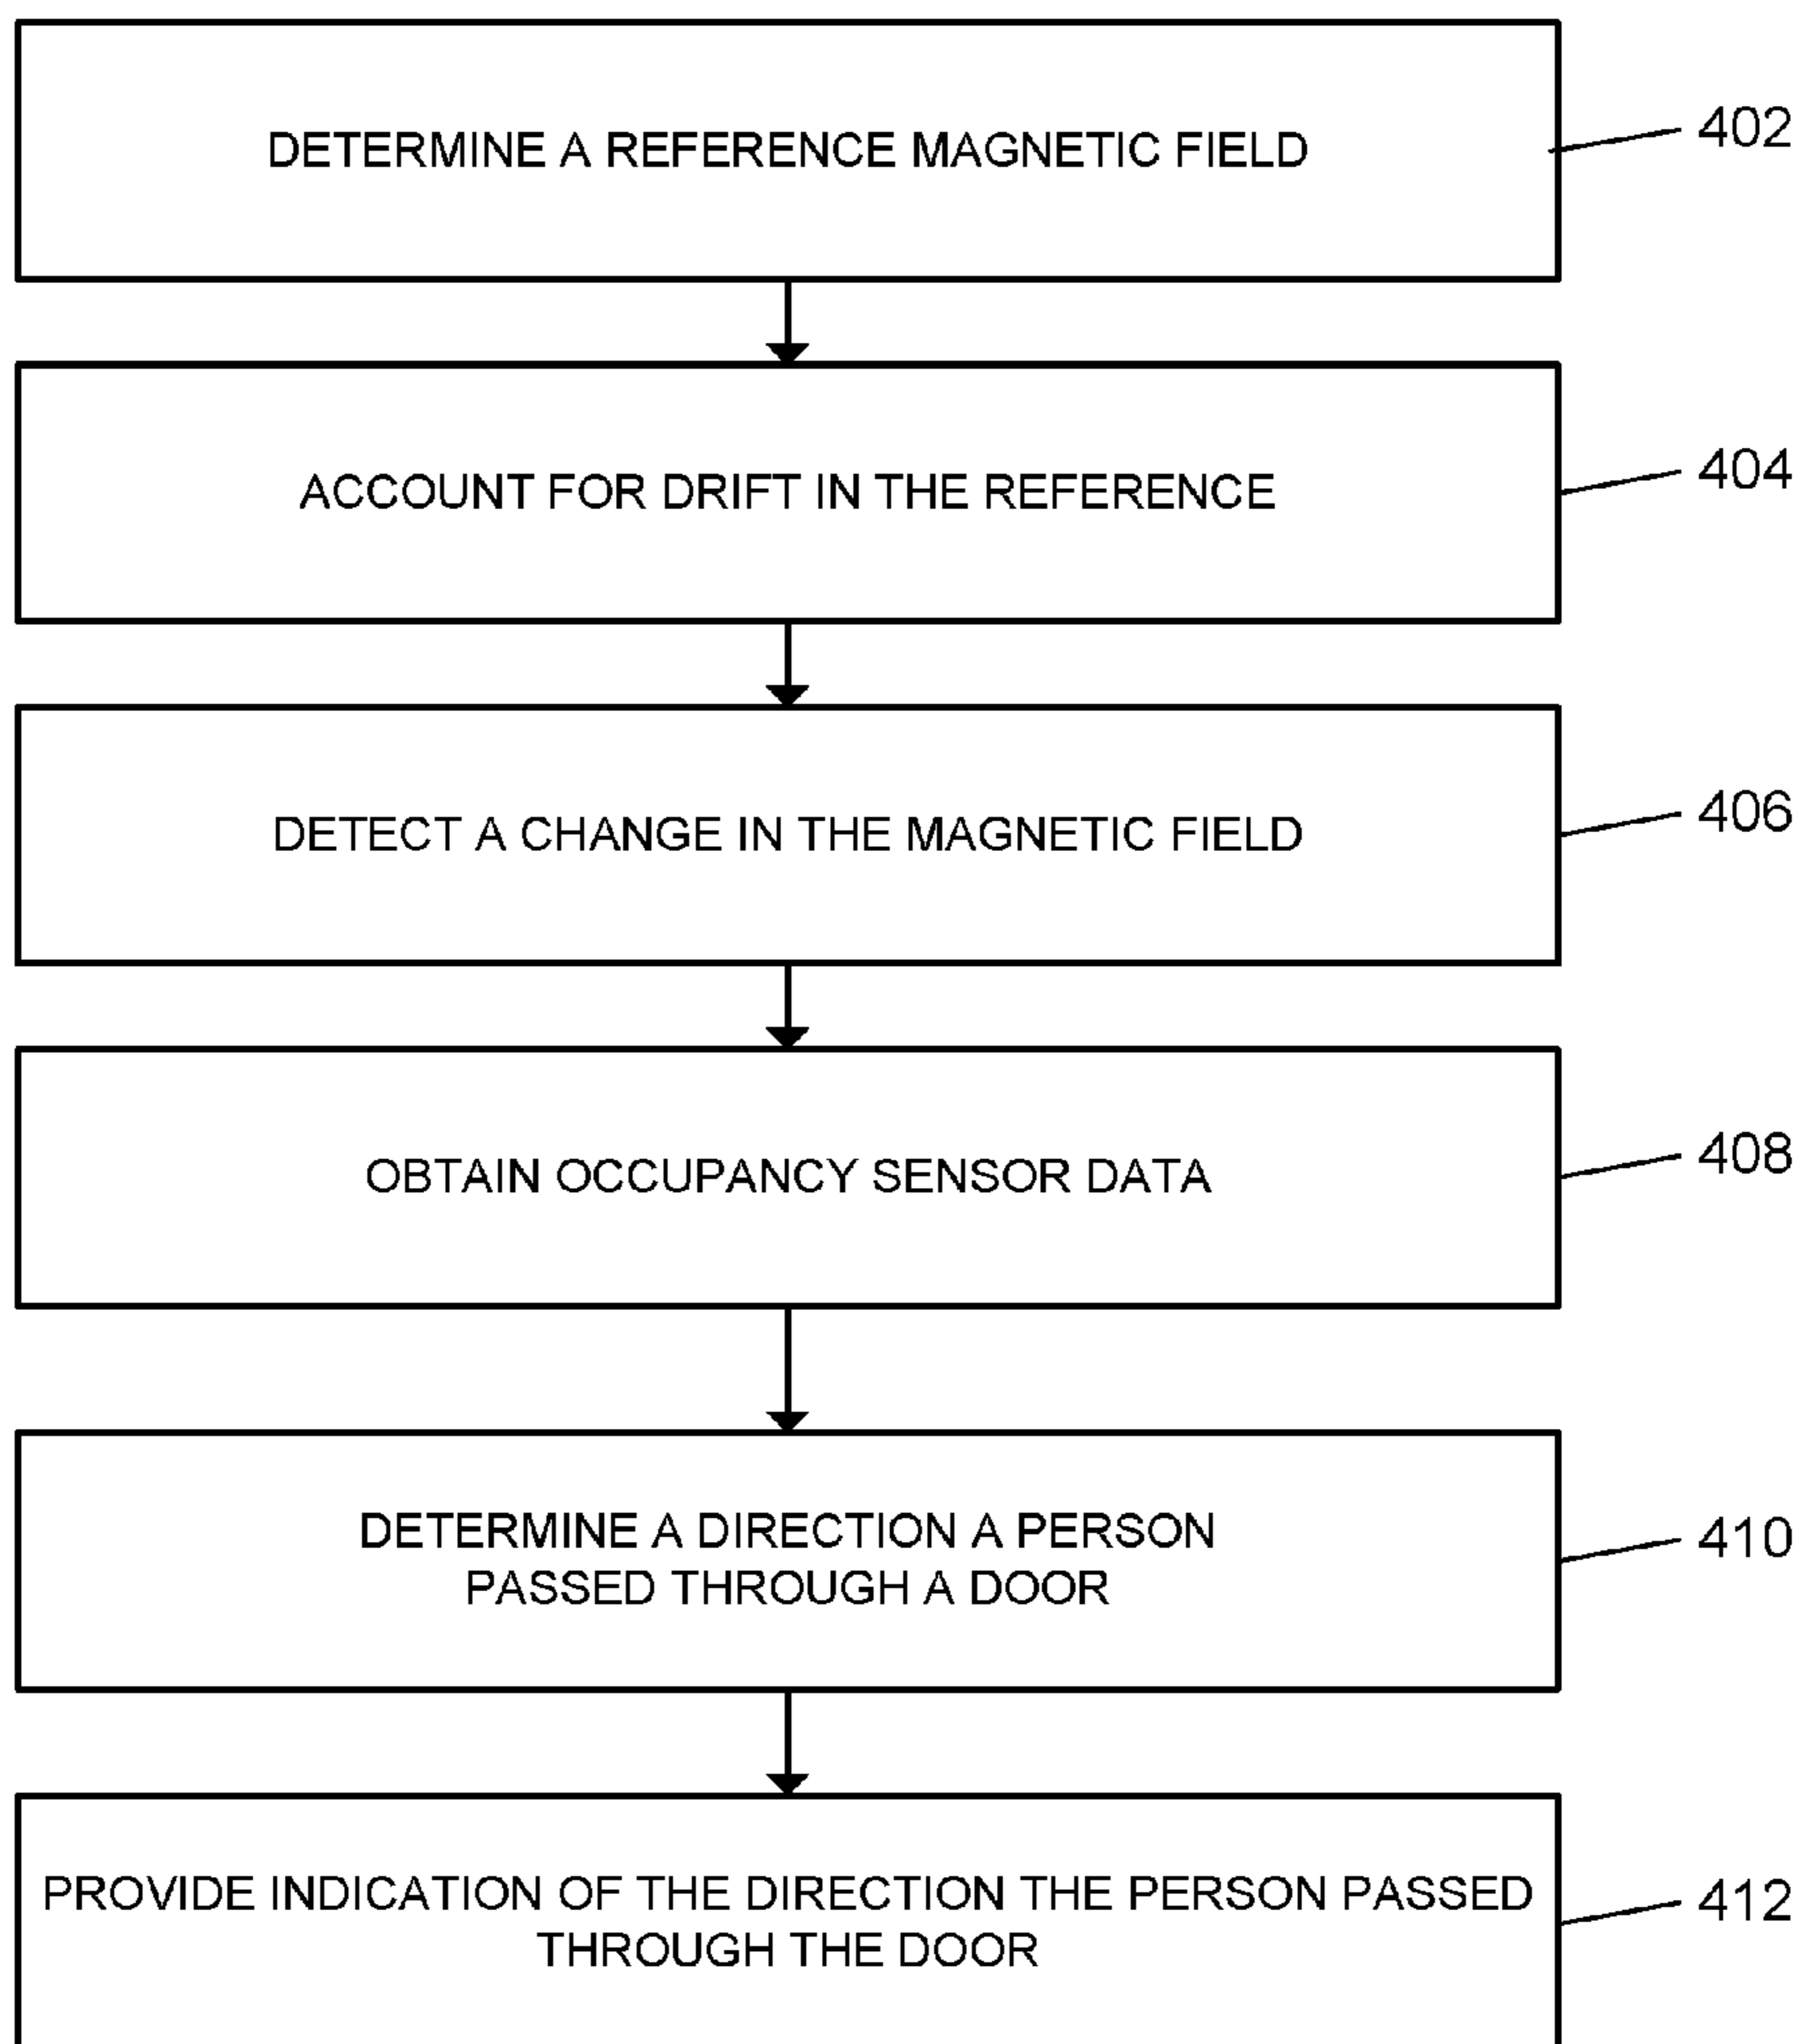 DETERMINE A REFERENCE MAGNETIC FIELD
402
ACCOUNT FOR DRIFT IN THE REFERENCE
404
DETECT A CHANGE IN THE MAGNETIC FIELD
406
OBTAIN OCCUPANCY SENSOR DATA
408
DETERMINE A DIRECTION A PERSON
PASSED THROUGH A DOOR
410
PROVIDE INDICATION OF THE DIRECTION THE PERSON PASSED
THROUGH THE DOOR
412